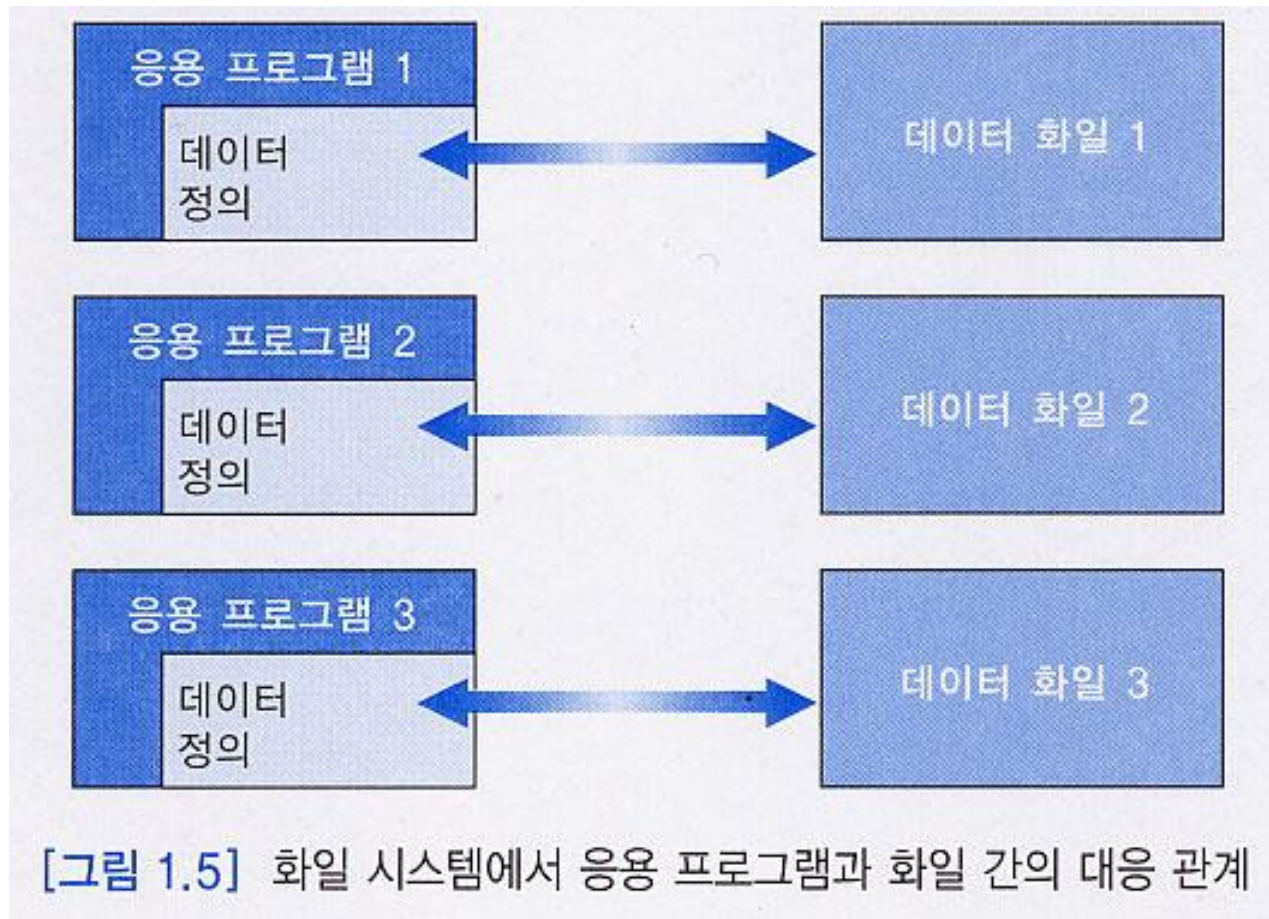 응용 프로그램 1
데이터
정의
데이터 화일 1
응용 프로그램 2
데이터
정의
데이터 화일 2
응용 프로그램 3
데이터
정의
데이터 화일 3
[그림 1.5] 화일 시스템에서 응용 프로그램과 화일 간의 대응 관계